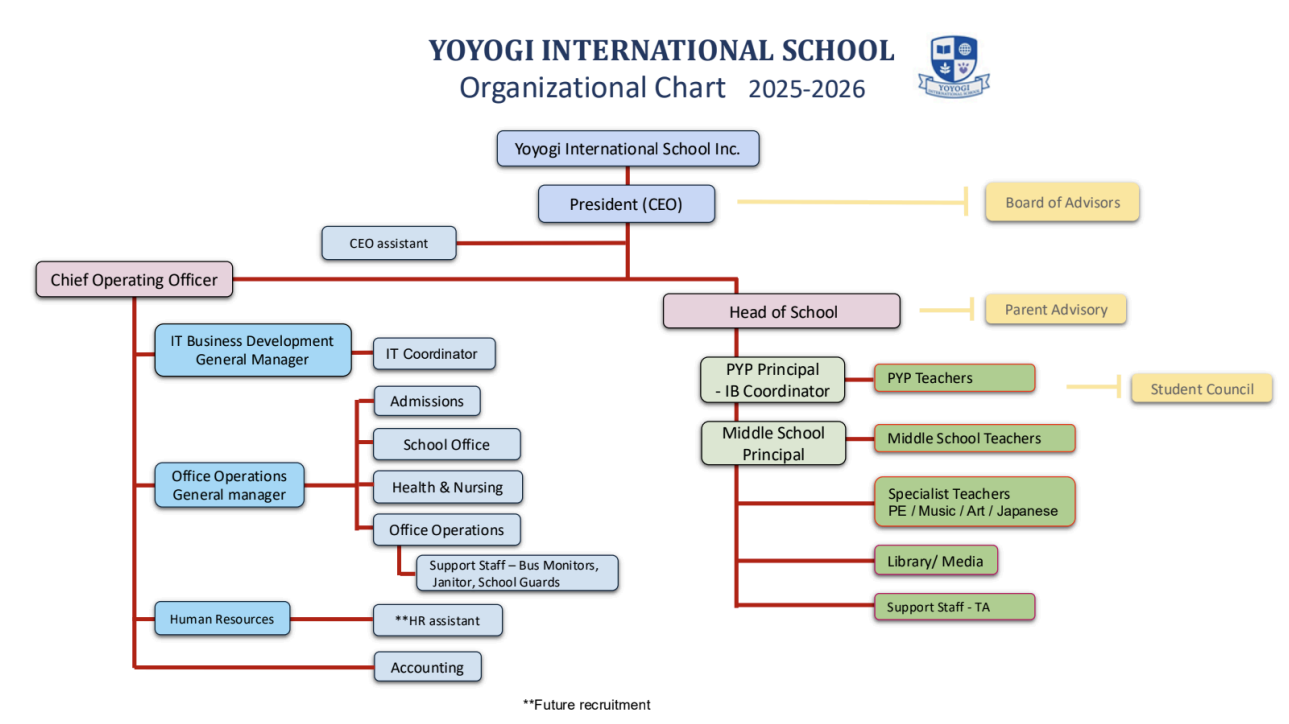 YOYOGI INTERNATIONAL SCHOOL
Organizational Chart 2025-2026
YOYOGI
INTERNATIONAL SCHOOL
Yoyogi International School Inc.
President (CEO)
Board of Advisors
CEO assistant
Chief Operating Officer
Head of School
Parent Advisory
IT Business Development
General Manager
IT Coordinator
Admissions
School Office
Office Operations
General manager
Health & Nursing
Office Operations
Support Staff – Bus Monitors,
Janitor, School Guards
Human Resources
**HR assistant
Accounting
PYP Principal
- IB Coordinator
PYP Teachers
Student Council
Middle School
Principal
Middle School Teachers
Specialist Teachers
PE / Music / Art / Japanese
Library/ Media
Support Staff - TA
**Future recruitment